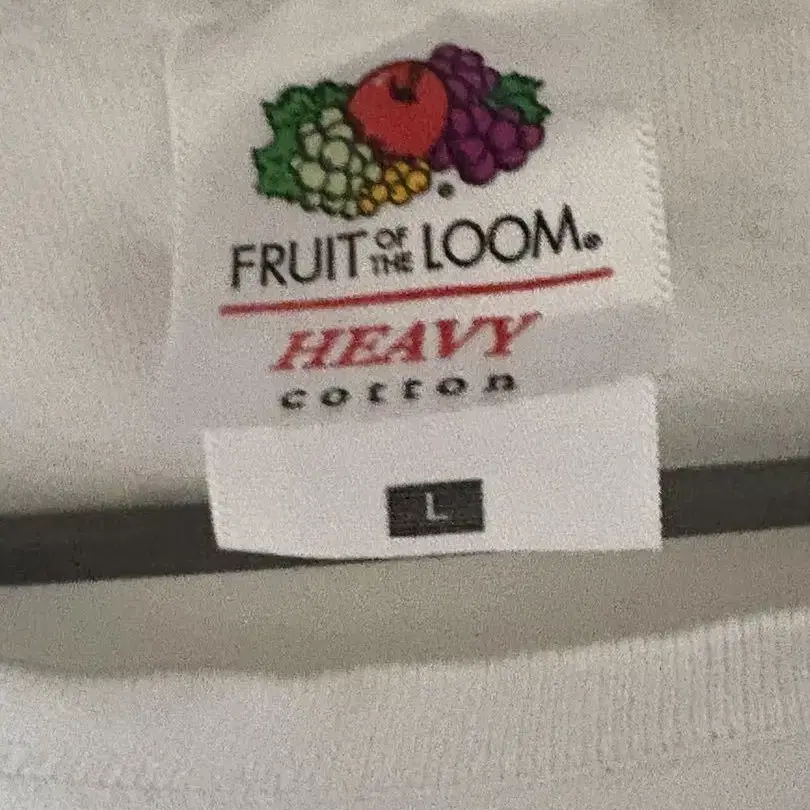 FRUIT OF THE LOOM®
HEAVY
cotton
L